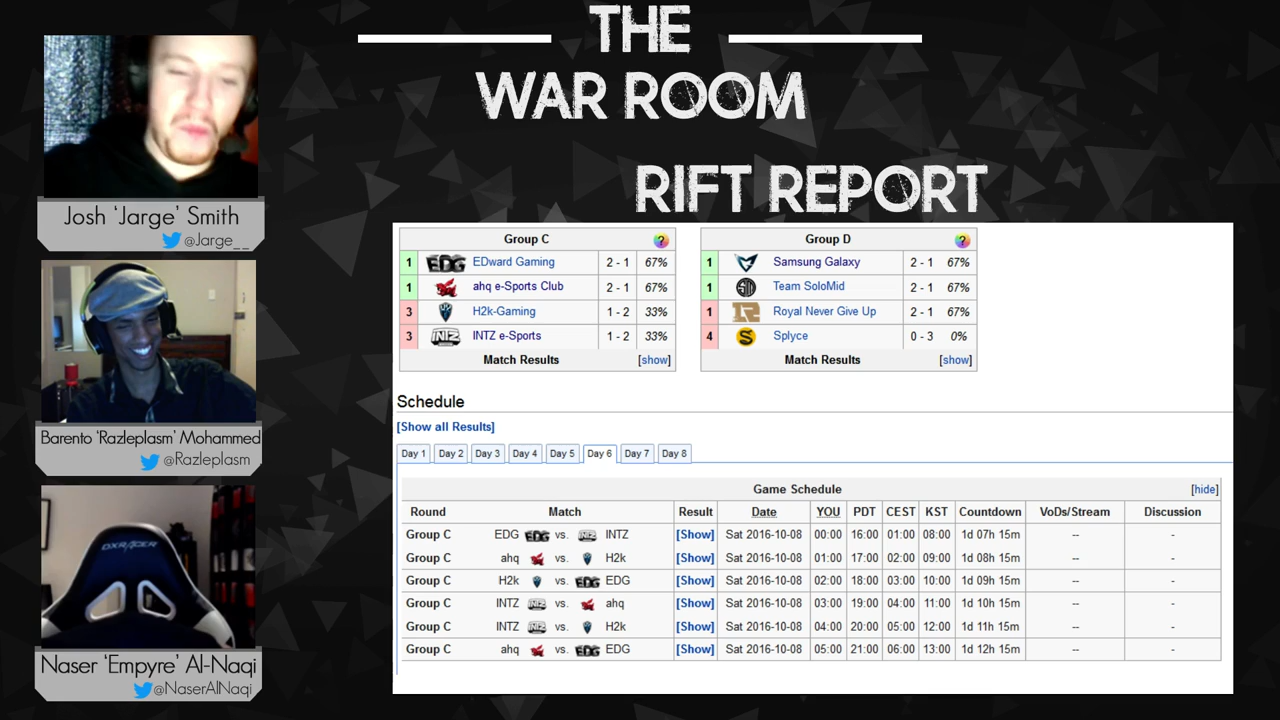 THE
WAR ROOM
RIFT REPORT
Josh 'Jarge' Smith
@Jarge__
Barento 'Razleplasm' Mohammed
@Razleplasm
DXRACER
Naser 'Empyre' Al-Naqi
@NaserAlNaqi
Group C ?
1 EDG EDward Gaming 2 - 1 67%
1 ahq e-Sports Club 2 - 1 67%
3 H2k-Gaming 1 - 2 33%
3 INTZ INTZ e-Sports 1 - 2 33%
Match Results [show]
Group D ?
1 Samsung Galaxy 2 - 1 67%
1 TSM Team SoloMid 2 - 1 67%
1 R Royal Never Give Up 2 - 1 67%
4 S Splyce 0 - 3 0%
Match Results [show]
Schedule
[Show all Results]
Day 1 Day 2 Day 3 Day 4 Day 5 Day 6 Day 7 Day 8
Game Schedule [hide]
Round Match Result Date YOU PDT CEST KST Countdown VoDs/Stream Discussion
Group C EDG EDG vs. INTZ INTZ [Show] Sat 2016-10-08 00:00 16:00 01:00 08:00 1d 07h 15m -- -
Group C ahq vs. H2k [Show] Sat 2016-10-08 01:00 17:00 02:00 09:00 1d 08h 15m -- -
Group C H2k vs. EDG EDG [Show] Sat 2016-10-08 02:00 18:00 03:00 10:00 1d 09h 15m -- -
Group C INTZ INTZ vs. ahq [Show] Sat 2016-10-08 03:00 19:00 04:00 11:00 1d 10h 15m -- -
Group C INTZ INTZ vs. H2k [Show] Sat 2016-10-08 04:00 20:00 05:00 12:00 1d 11h 15m -- -
Group C ahq vs. EDG EDG [Show] Sat 2016-10-08 05:00 21:00 06:00 13:00 1d 12h 15m -- -